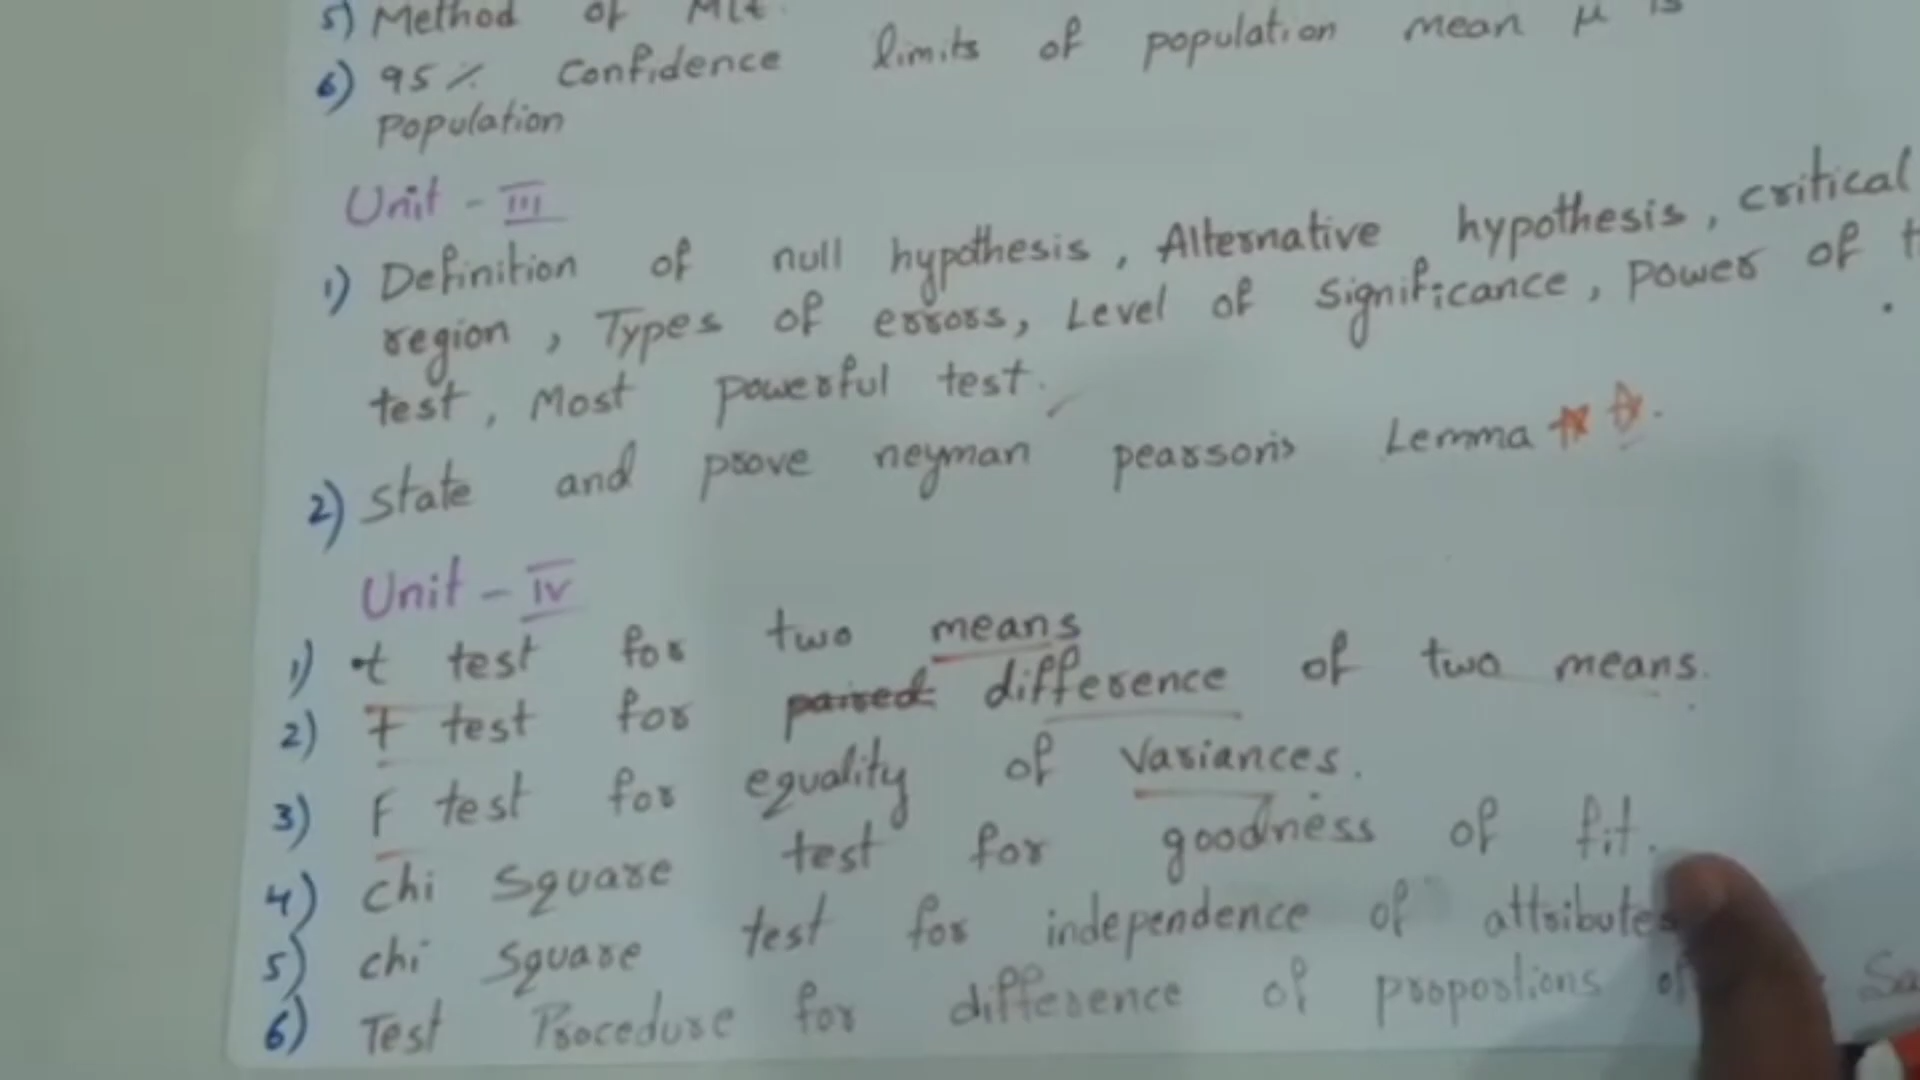 5) Method of MLE.
6) 95% Confidence limits of population mean μ is
Population
Unit - III
1) Definition of null hypothesis, Alternative hypothesis, critical
region, Types of errors, Level of significance, Power of
test, Most powerful test.
2) State and prove neyman pearson's Lemma
Unit - IV
1) t test for two means
2) F test for paired difference of two means.
3) F test for equality of Variances.
4) chi Square test for goodness of fit.
5) chi Square test for independence of attributes
6) Test Procedure for difference of proportions of